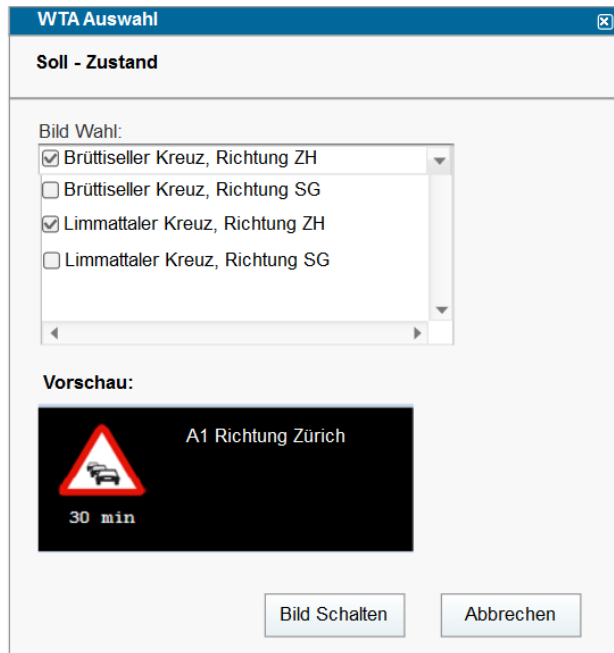 WTA Auswahl
Soll - Zustand
Bild Wahl:
Brüttiseller Kreuz, Richtung ZH
Brüttiseller Kreuz, Richtung SG
Limmattaler Kreuz, Richtung ZH
Limmattaler Kreuz, Richtung SG
Vorschau:
A1 Richtung Zürich
30 min
Bild Schalten
Abbrechen